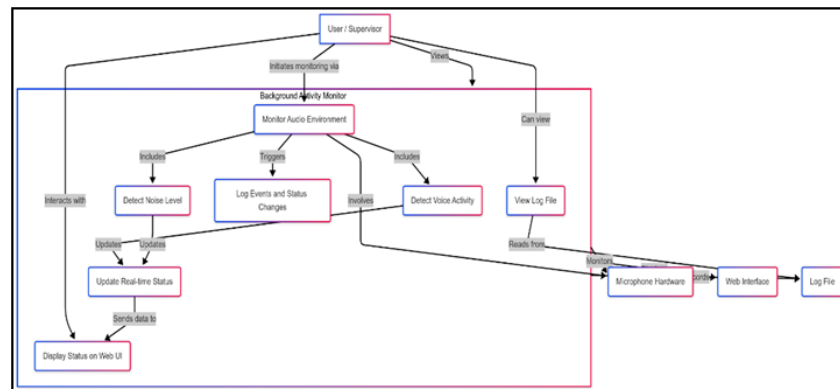 User / Supervisor
Initiates monitoring via
Views
Background Activity Monitor
Monitor Audio Environment
Can view
Includes
Triggers
Includes
Interacts with
Detect Noise Level
Log Events and Status
Changes
Involves
Detect Voice Activity
View Log File
Updates
Updates
Reads from
Monitors
Update Real-time Status
Microphone Hardware
Web Interface
Log File
Sends data to
Display Status on Web UI